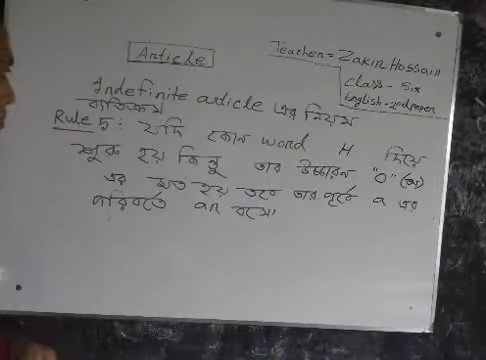 Article
Teacher = Zakir Hossain
Class - Six
English - 2nd Paper
Indefinite article এর নিয়ম
ব্যতিক্রম
Rule 5: যদি কোন word H দিয়ে
শুরু হয় কিন্তু তার উচ্চারন "O" (অ)
এর মত হয় তবে তার পূর্বে a এর
পরিবর্তে an বসে।